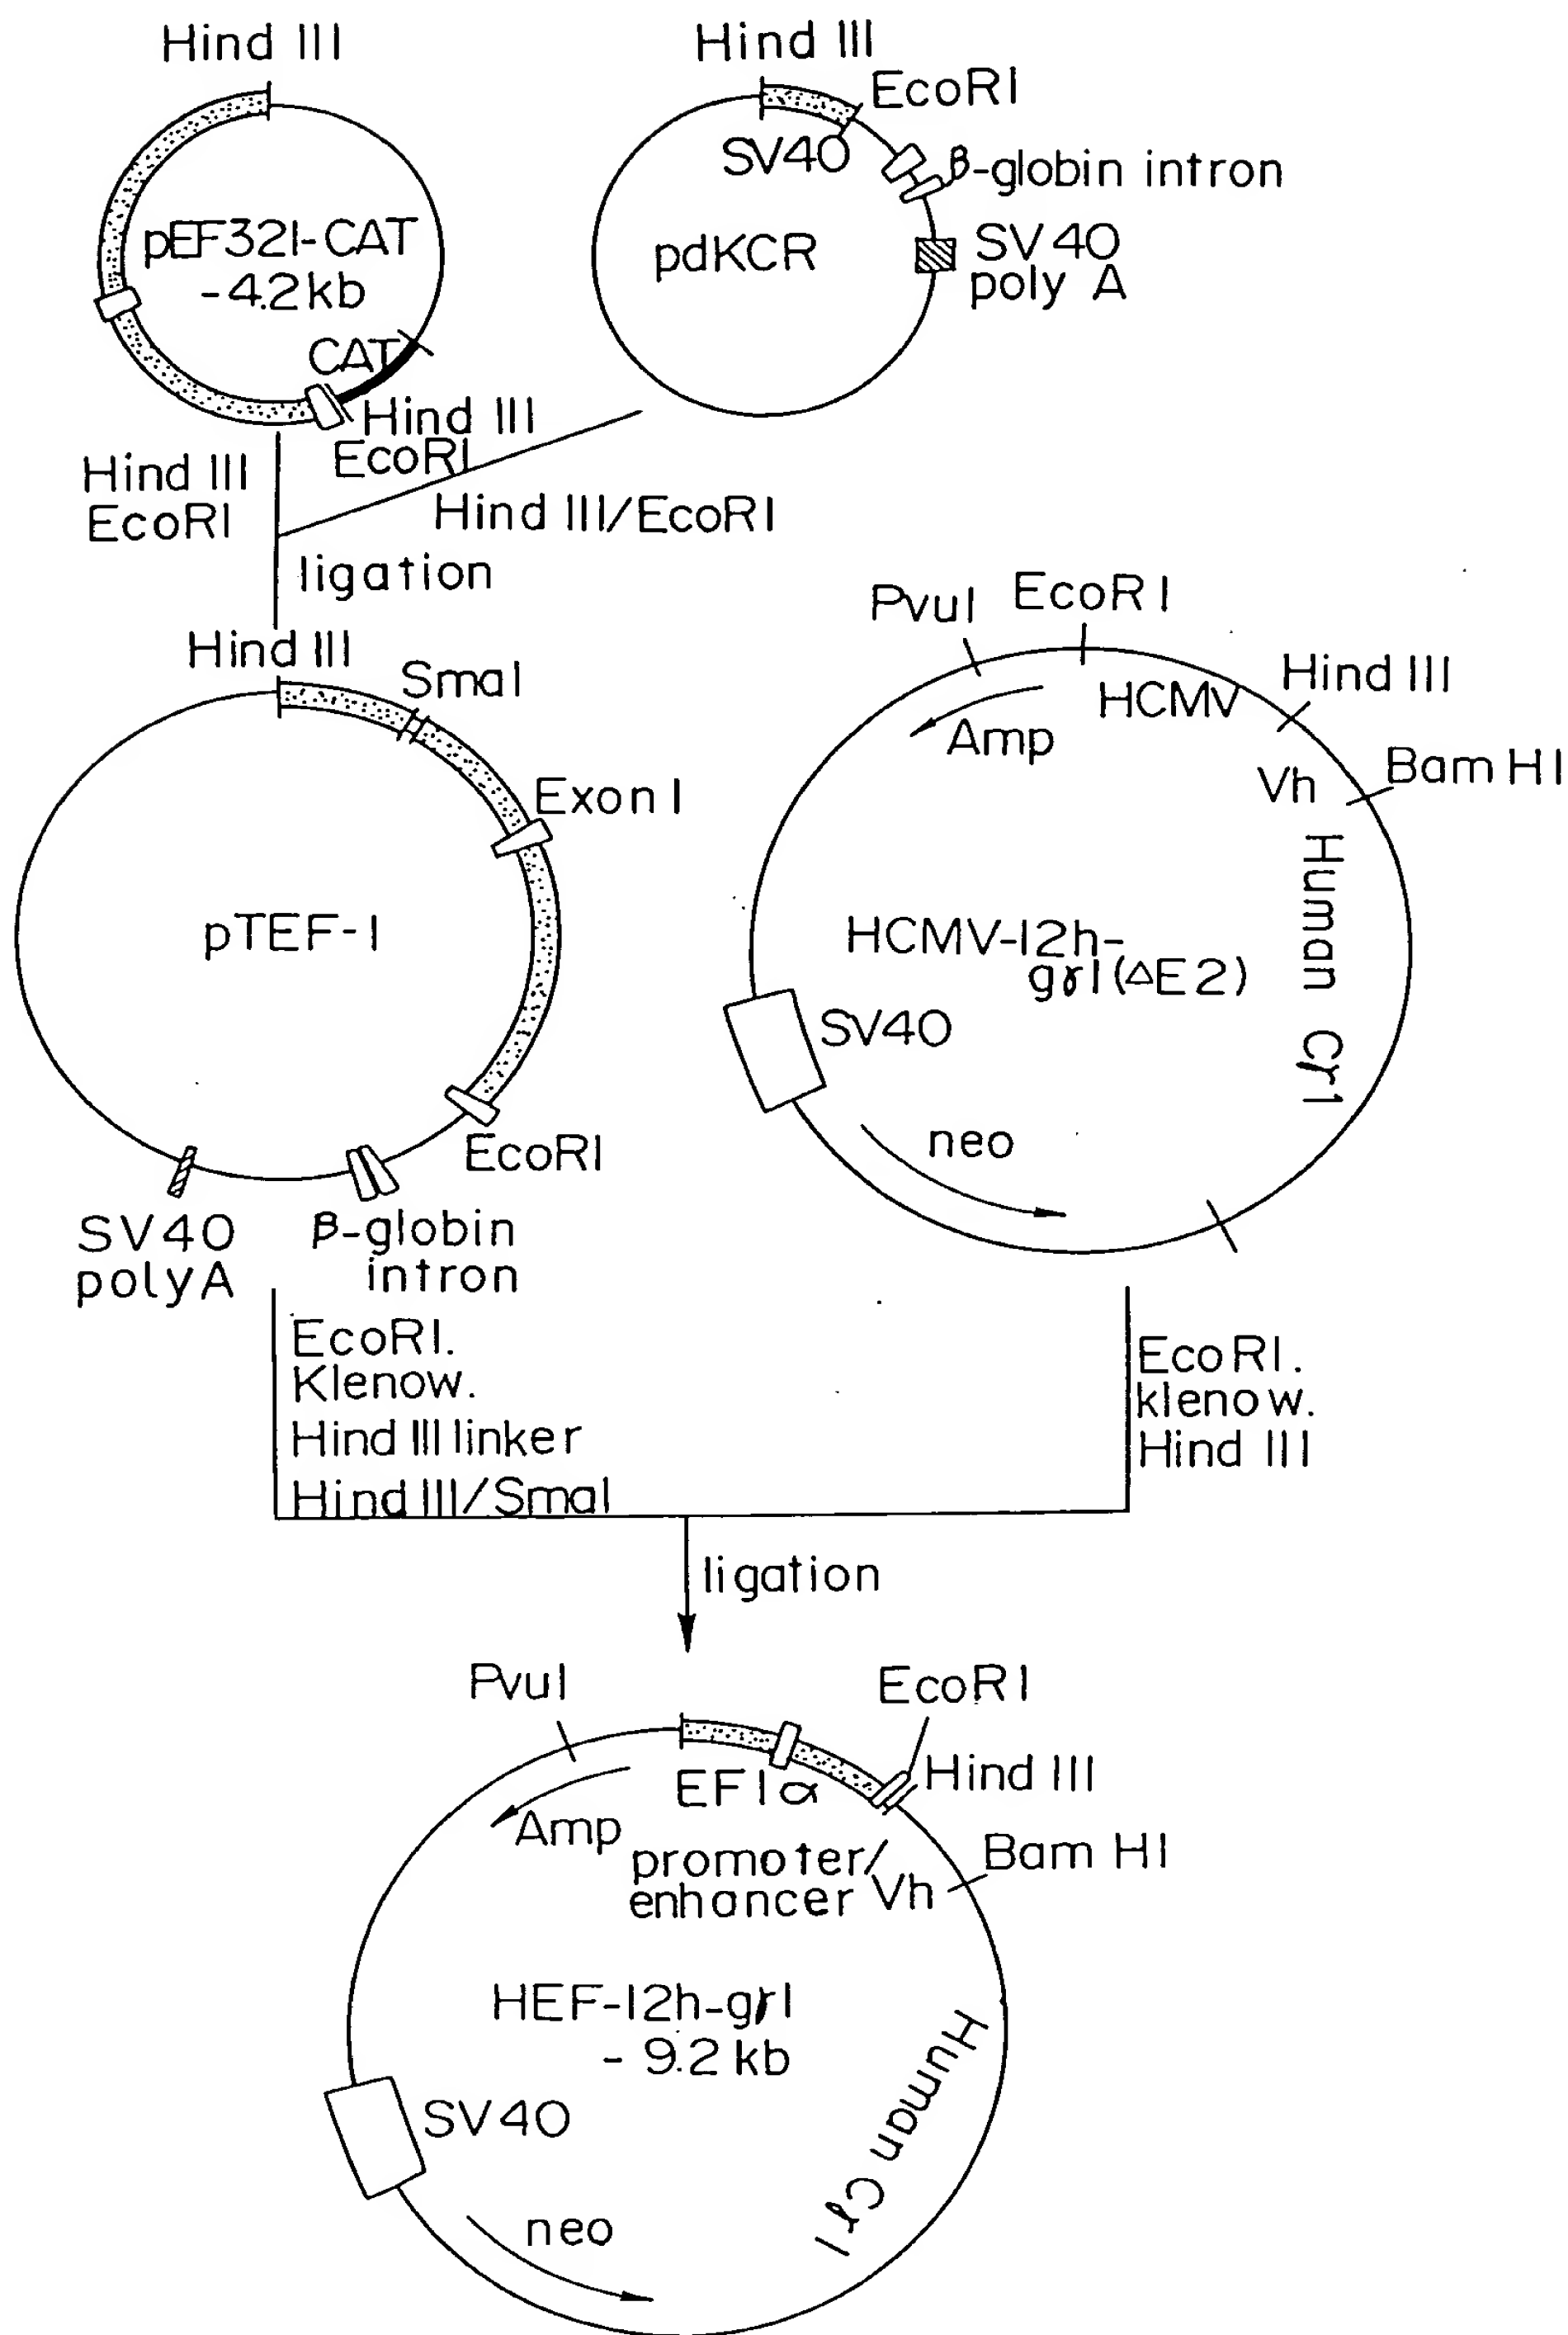 Hind III
pEF321-CAT
-4.2kb
CAT
Hind III
EcoRI
Hind III
EcoRI
SV40
β-globin intron
pdKCR
SV40
poly A
Hind III
EcoRI
Hind III/EcoRI
ligation
Hind III
SmaI
Exon I
pTEF-1
EcoRI
SV40
polyA
β-globin
intron
PvuI
EcoRI
Hind III
HCMV
Amp
Vh
Bam HI
Human Cγ1
HCMV-12h-
gγ1(△E2)
SV40
neo
EcoRI.
Klenow.
Hind III linker
Hind III/SmaI
EcoRI.
klenow.
Hind III
ligation
PvuI
EcoRI
Hind III
EF1α
Amp
promoter/
enhancer
Vh
Bam HI
HEF-12h-gγ1
- 9.2 kb
Human Cγ1
SV40
neo